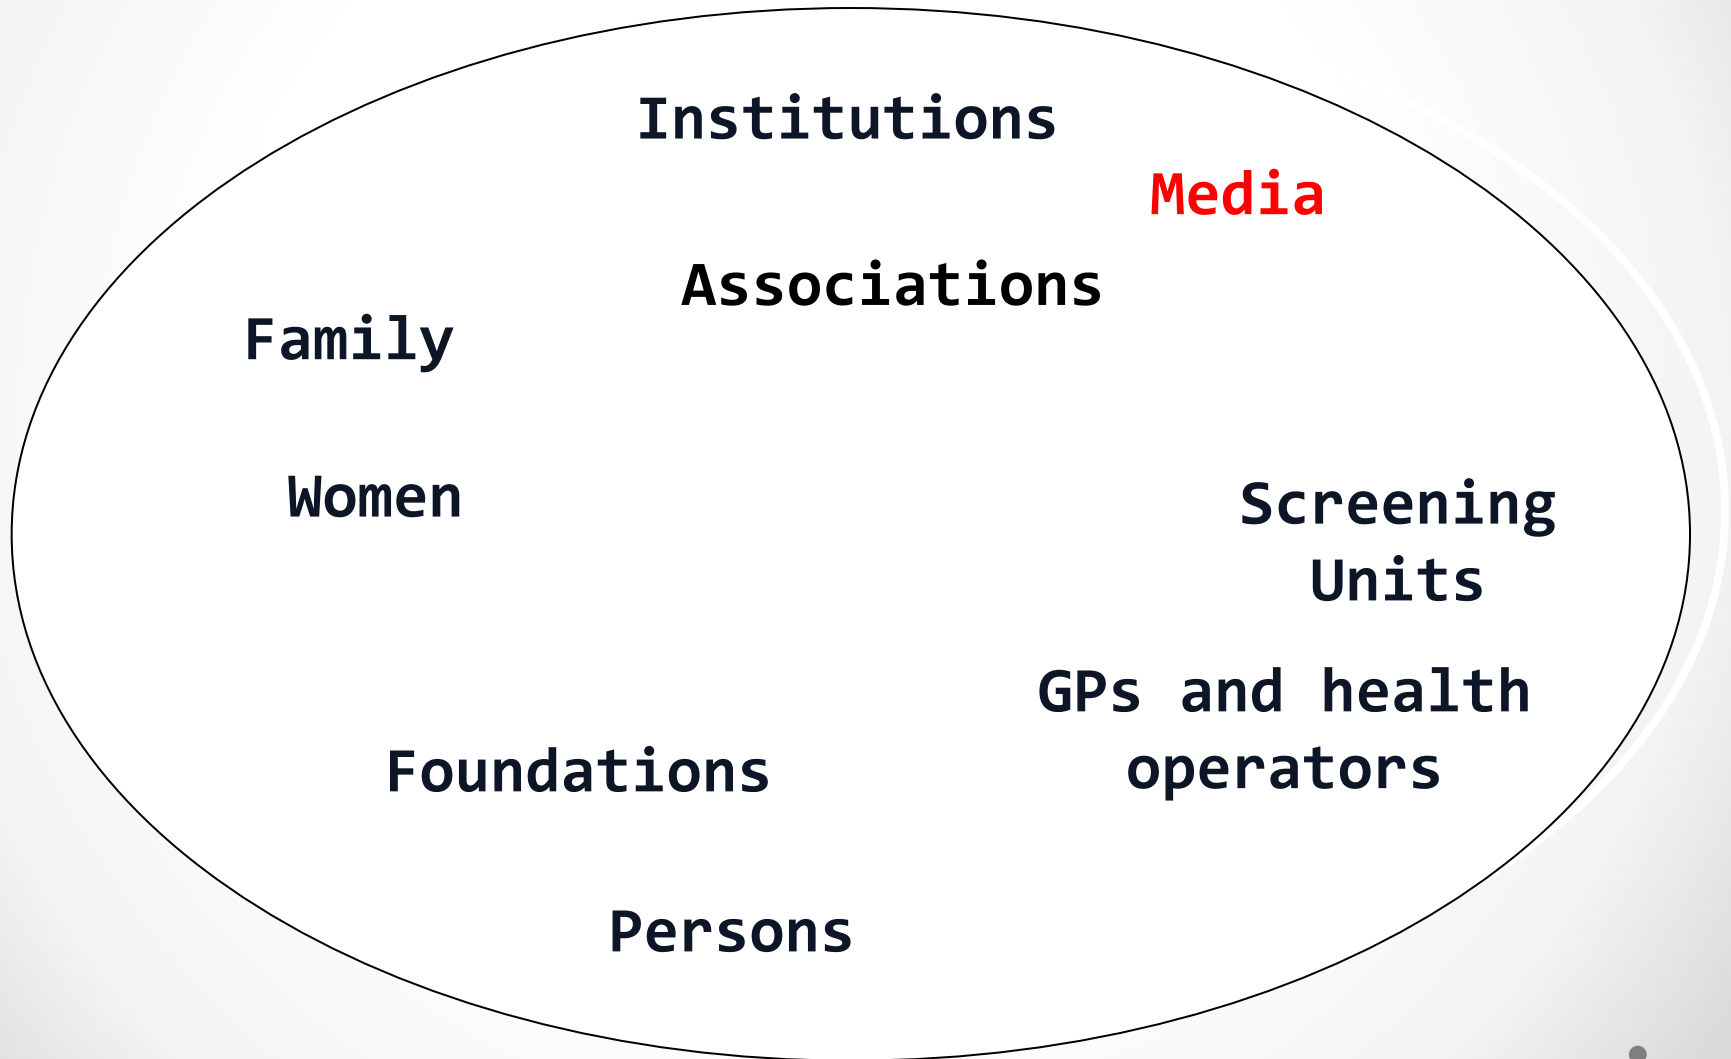 Institutions
Media
Associations
Family
Women
Screening
Units
GPs and health
operators
Foundations
Persons